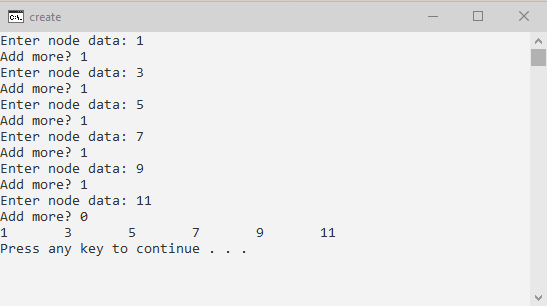 create
Enter node data: 1
Add more? 1
Enter node data: 3
Add more? 1
Enter node data: 5
Add more? 1
Enter node data: 7
Add more? 1
Enter node data: 9
Add more? 1
Enter node data: 11
Add more? 0
1       3       5       7       9       11
Press any key to continue . . .